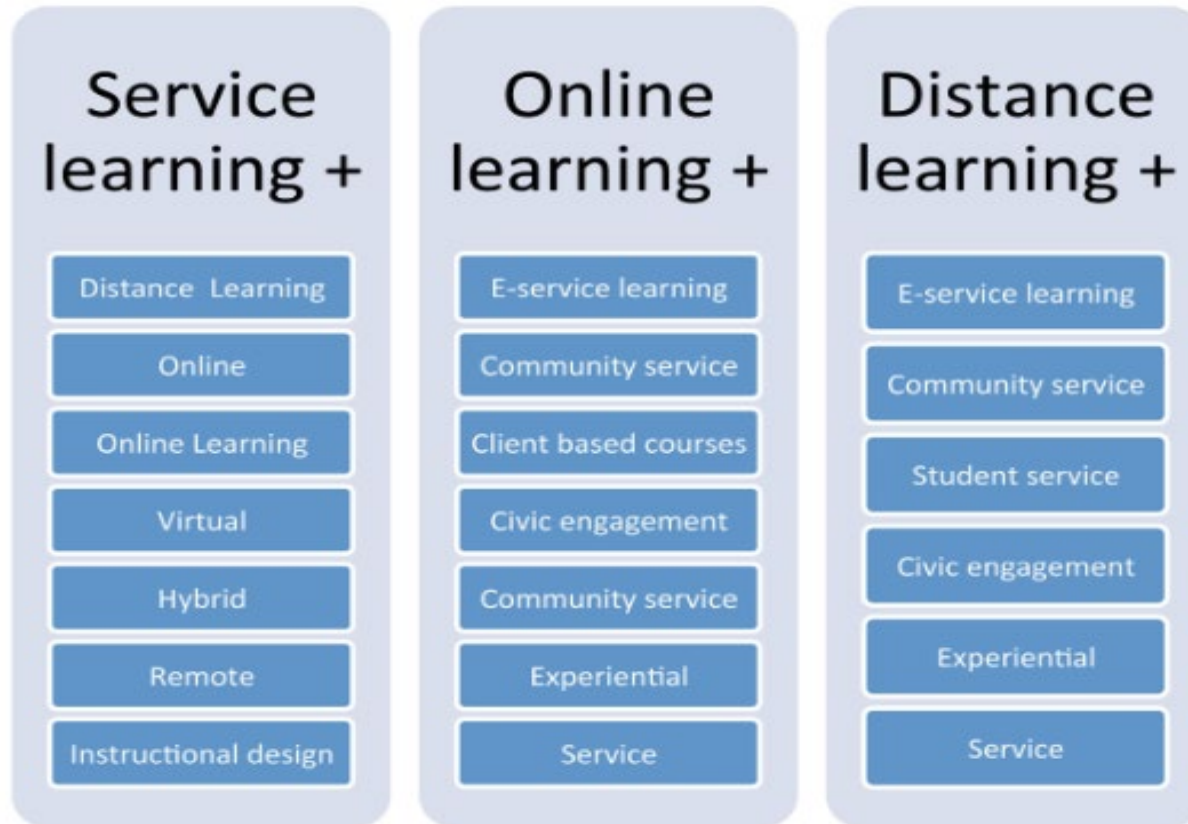 Service
learning +
Distance Learning
Online
Online Learning
Virtual
Hybrid
Remote
Instructional design
Online
learning +
E-service learning
Community service
Client based courses
Civic engagement
Community service
Experiential
Service
Distance
learning +
E-service learning
Community service
Student service
Civic engagement
Experiential
Service